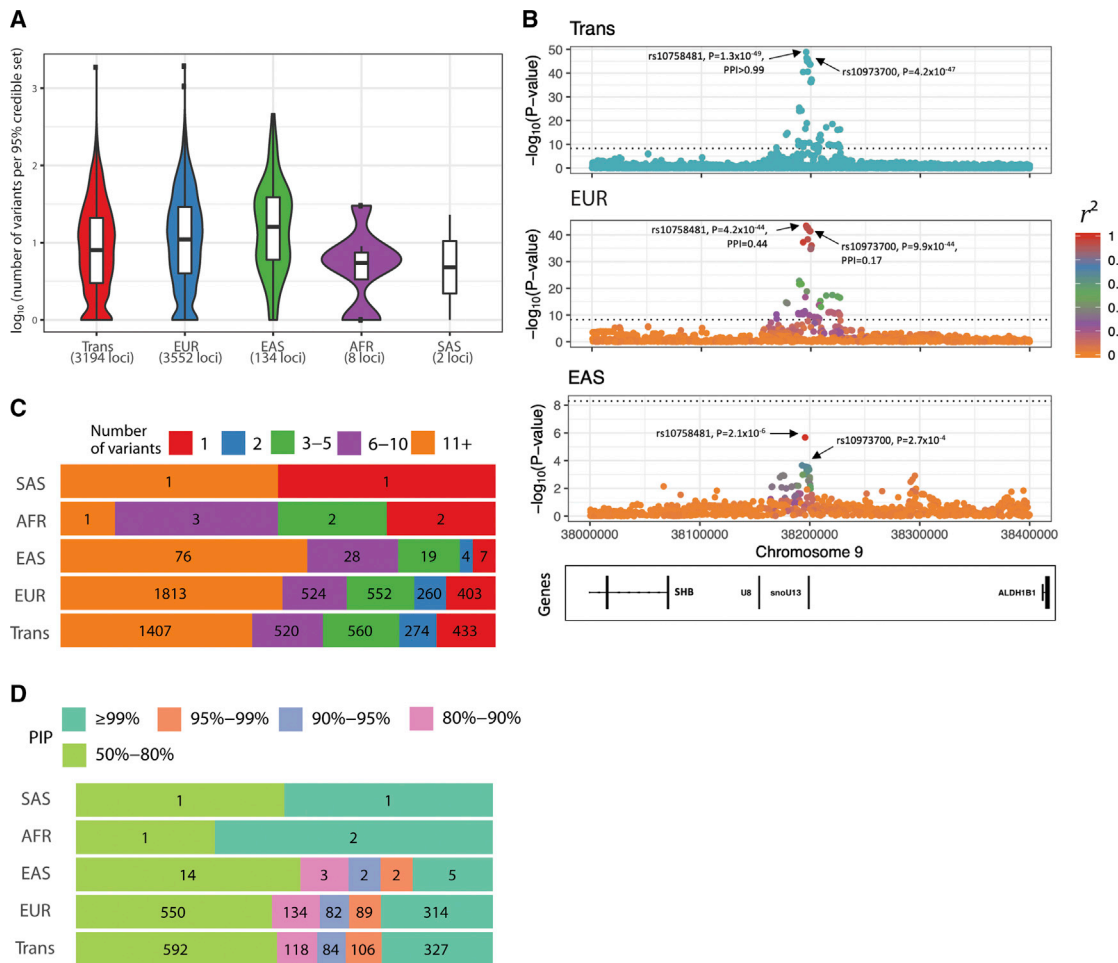 A
log₁₀ (number of variants per 95% credible set)
3
2
1
0
Trans
(3194 loci)
EUR
(3552 loci)
EAS
(134 loci)
AFR
(8 loci)
SAS
(2 loci)
B
Trans
−log₁₀(P−value)
50
40
30
20
10
0
rs10758481, P=1.3x10⁻⁴⁹,
PPI>0.99
rs10973700, P=4.2x10⁻⁴⁷
EUR
−log₁₀(P−value)
40
30
20
10
0
rs10758481, P=4.2x10⁻⁴⁴,
PPI=0.44
rs10973700, P=9.9x10⁻⁴⁴,
PPI=0.17
r²
1
0.
0.
0.
0.
0
EAS
−log₁₀(P−value)
8
6
4
2
0
rs10758481, P=2.1x10⁻⁶
rs10973700, P=2.7x10⁻⁴
38000000 38100000 38200000 38300000 38400000
Chromosome 9
Genes
SHB
U8
snoU13
ALDH1B1
C
Number
of variants
1 2 3−5 6−10 11+
SAS 1 1
AFR 1 3 2 2
EAS 76 28 19 4 7
EUR 1813 524 552 260 403
Trans 1407 520 560 274 433
D
PIP
≥99% 95%−99% 90%−95% 80%−90%
50%−80%
SAS 1 1
AFR 1 2
EAS 14 3 2 2 5
EUR 550 134 82 89 314
Trans 592 118 84 106 327